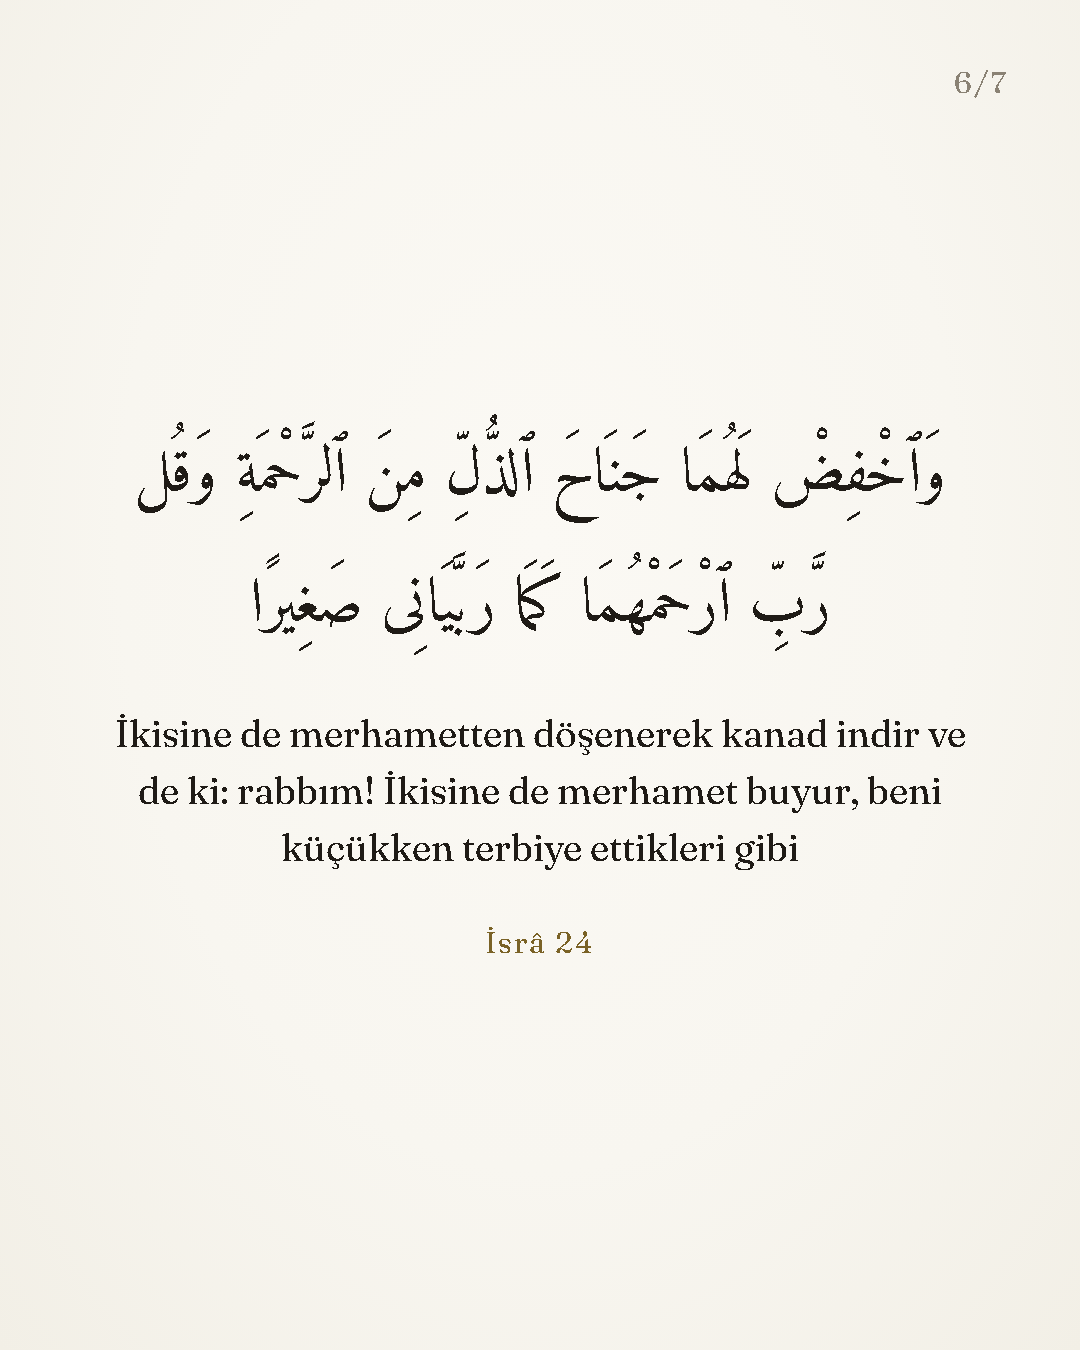 6/7
وَٱخْفِضْ لَهُمَا جَنَاحَ ٱلذُّلِّ مِنَ ٱلرَّحْمَةِ وَقُل
رَّبِّ ٱرْحَمْهُمَا كَمَا رَبَّيَانِى صَغِيرًا
İkisine de merhametten döşenerek kanad indir ve
de ki: rabbım! İkisine de merhamet buyur, beni
küçükken terbiye ettikleri gibi
İsrâ 24